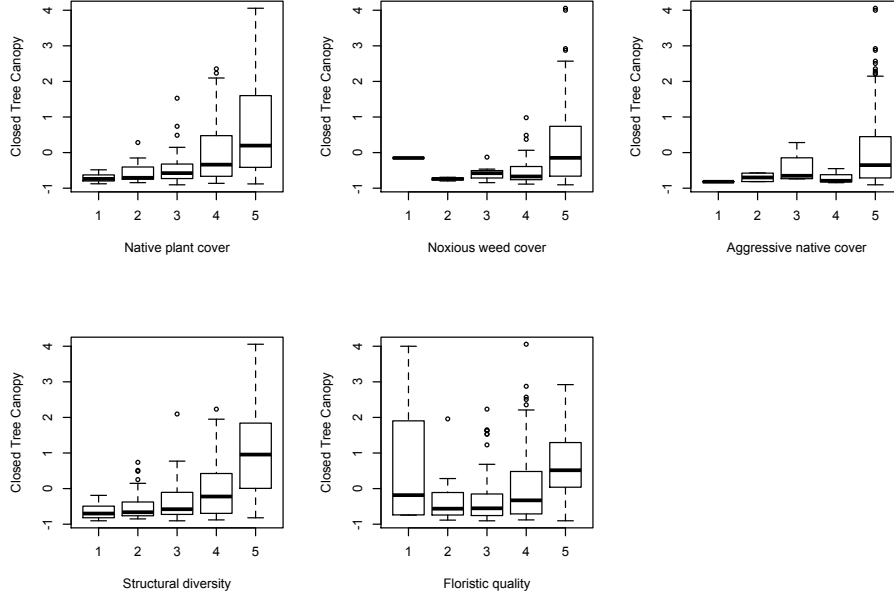 Closed Tree Canopy
-1 0 1 2 3 4
1 2 3 4 5
Native plant cover
Closed Tree Canopy
-1 0 1 2 3 4
1 2 3 4 5
Noxious weed cover
Closed Tree Canopy
-1 0 1 2 3 4
1 2 3 4 5
Aggressive native cover
Closed Tree Canopy
-1 0 1 2 3 4
1 2 3 4 5
Structural diversity
Closed Tree Canopy
-1 0 1 2 3 4
1 2 3 4 5
Floristic quality